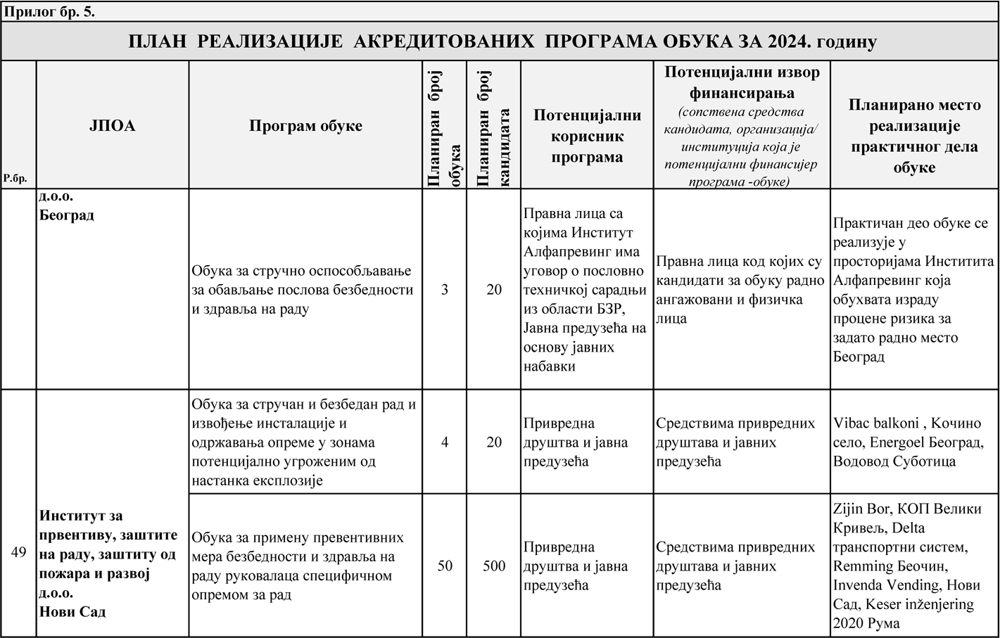 Прилог бр. 5.
ПЛАН РЕАЛИЗАЦИЈЕ АКРЕДИТОВАНИХ ПРОГРАМА ОБУКА ЗА 2024. годину
Р.бр.
ЈПОА
Програм обуке
Планиран број
обука
Планиран број
кандидата
Потенцијални
корисник
програма
Потенцијални извор
финансирања
(сопствена средства
кандидата, организација/
институција која је
потенцијални финансијер
програма -обуке)
Планирано место
реализације
практичног дела
обуке
д.о.о.
Београд
Обука за стручно оспособљавање
за обављање послова безбедности
и здравља на раду
3
20
Правна лица са
којима Институт
Алфапревинг има
уговор о пословно
техничкој сарадњи
из области БЗР,
Јавна предузећа на
основу јавних
набавки
Правна лица код којих су
кандидати за обуку радно
ангажовани и физичка
лица
Практичан део обуке се
реализује у
просторијама Инститита
Алфапревинг која
обухвата израду
процене ризика за
задато радно место
Београд
49
Институт за
првентиву, заштите
на раду, заштиту од
пожара и развој
д.о.о.
Нови Сад
Обука за стручан и безбедан рад и
извођење инсталације и
одржавања опреме у зонама
потенцијално угроженим од
настанка експлозије
4
20
Привредна
друштва и јавна
предузећа
Средствима привредних
друштава и јавних
предузећа
Vibac balkoni , Кочино
село, Energoel Београд,
Водовод Суботица
Обука за примену превентивних
мера безбедности и здравља на
раду руковалаца специфичном
опремом за рад
50
500
Привредна
друштва и јавна
предузећа
Средствима привредних
друштава и јавних
предузећа
Zijin Bor, КОП Велики
Кривељ, Delta
транспортни систем,
Remming Беочин,
Invenda Vending, Нови
Сад, Keser inženjering
2020 Рума